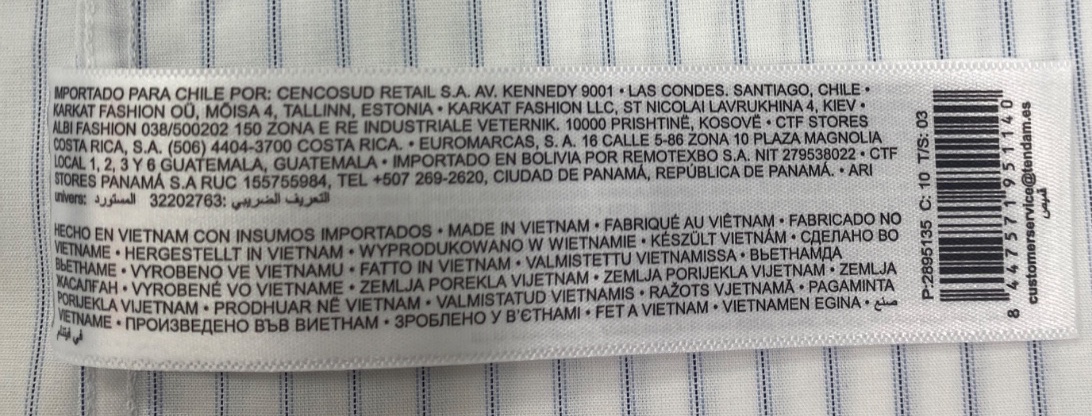 MPORTADO PARA CHILE POR: CENCOSUD RETAIL S.A. AV. KENNEDY 9001 • LAS CONDES. SANTIAGO, CHILE •
KARKAT FASHION OÜ, MÕISA 4, TALLINN, ESTONIA • KARKAT FASHION LLC, ST NICOLAI LAVRUKHINA 4, KIEV •
ALBI FASHION 038/500202 150 ZONA E RE INDUSTRIALE VETERNIK. 10000 PRISHTINË, KOSOVË • CTF STORES
COSTA RICA, S.A. (506) 4404-3700 COSTA RICA. • EUROMARCAS, S. A. 16 CALLE 5-86 ZONA 10 PLAZA MAGNOLIA
LOCAL 1, 2, 3 Y 6 GUATEMALA, GUATEMALA • IMPORTADO EN BOLIVIA POR REMOTEXBO S.A. NIT 279538022 • CTF
STORES PANAMÁ S.A RUC 155755984, TEL +507 269-2620, CIUDAD DE PANAMÁ, REPÚBLICA DE PANAMÁ. • ARI
univers: المستورد 32202763: التعريف الضريبي
HECHO EN VIETNAM CON INSUMOS IMPORTADOS • MADE IN VIETNAM • FABRIQUÉ AU VIÊTNAM • FABRICADO NO
VIETNAME • HERGESTELLT IN VIETNAM • WYPRODUKOWANO W WIETNAMIE • KÉSZÜLT VIETNÁM • СДЕЛАНО ВО
ВЬЕТНАМЕ • VYROBENO VE VIETNAMU • FATTO IN VIETNAM • VALMISTETTU VIETNAMISSA • ВЬЕТНАМДА
ЖАСАЛҒАН • VYROBENÉ VO VIETNAME • ZEMLJA POREKLA VIJETNAM • ZEMLJA PORIJEKLA VIJETNAM • ZEMLJA
PORIJEKLA VIJETNAM • PRODHUAR NË VIETNAM • VALMISTATUD VIETNAMIS • RAŽOTS VJETNAMĀ • PAGAMINTA
VIETNAME • ПРОИЗВЕДЕНО ВЪВ ВИЕТНАМ • ЗРОБЛЕНО У В'ЄТНАМІ • FET A VIETNAM • VIETNAMEN EGINA • صنع
في فيتنام
P:2895135 C: 10 T/S: 03
8 447571 951140
customerservice@tendam.es
قميص